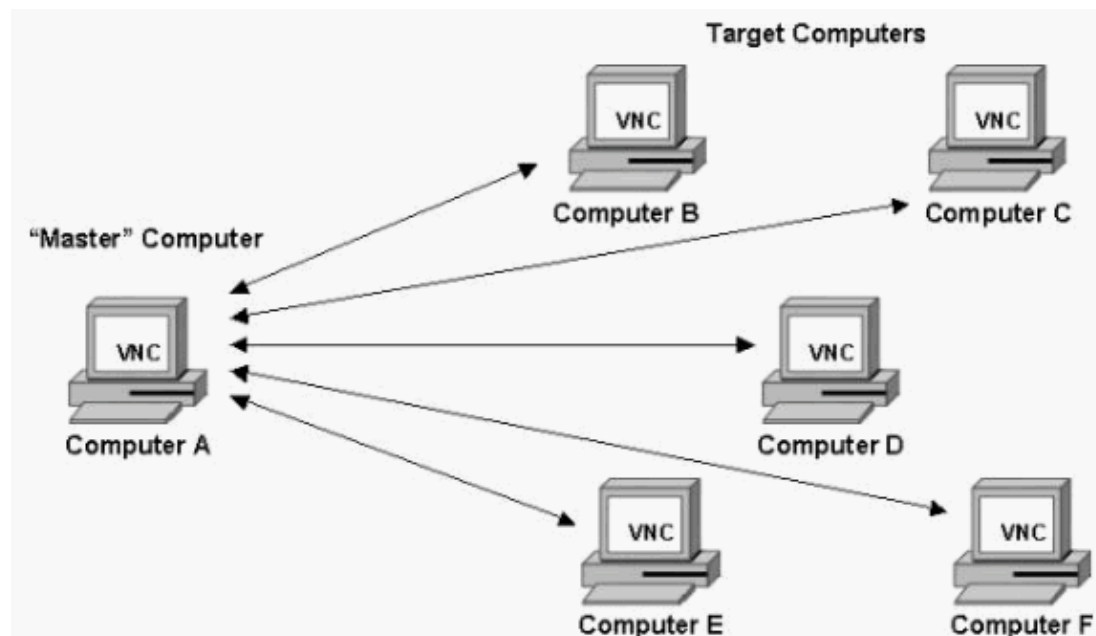 Target Computers
VNC
VNC
Computer B
Computer C
“Master” Computer
VNC
VNC
Computer A
Computer D
VNC
VNC
Computer E
Computer F